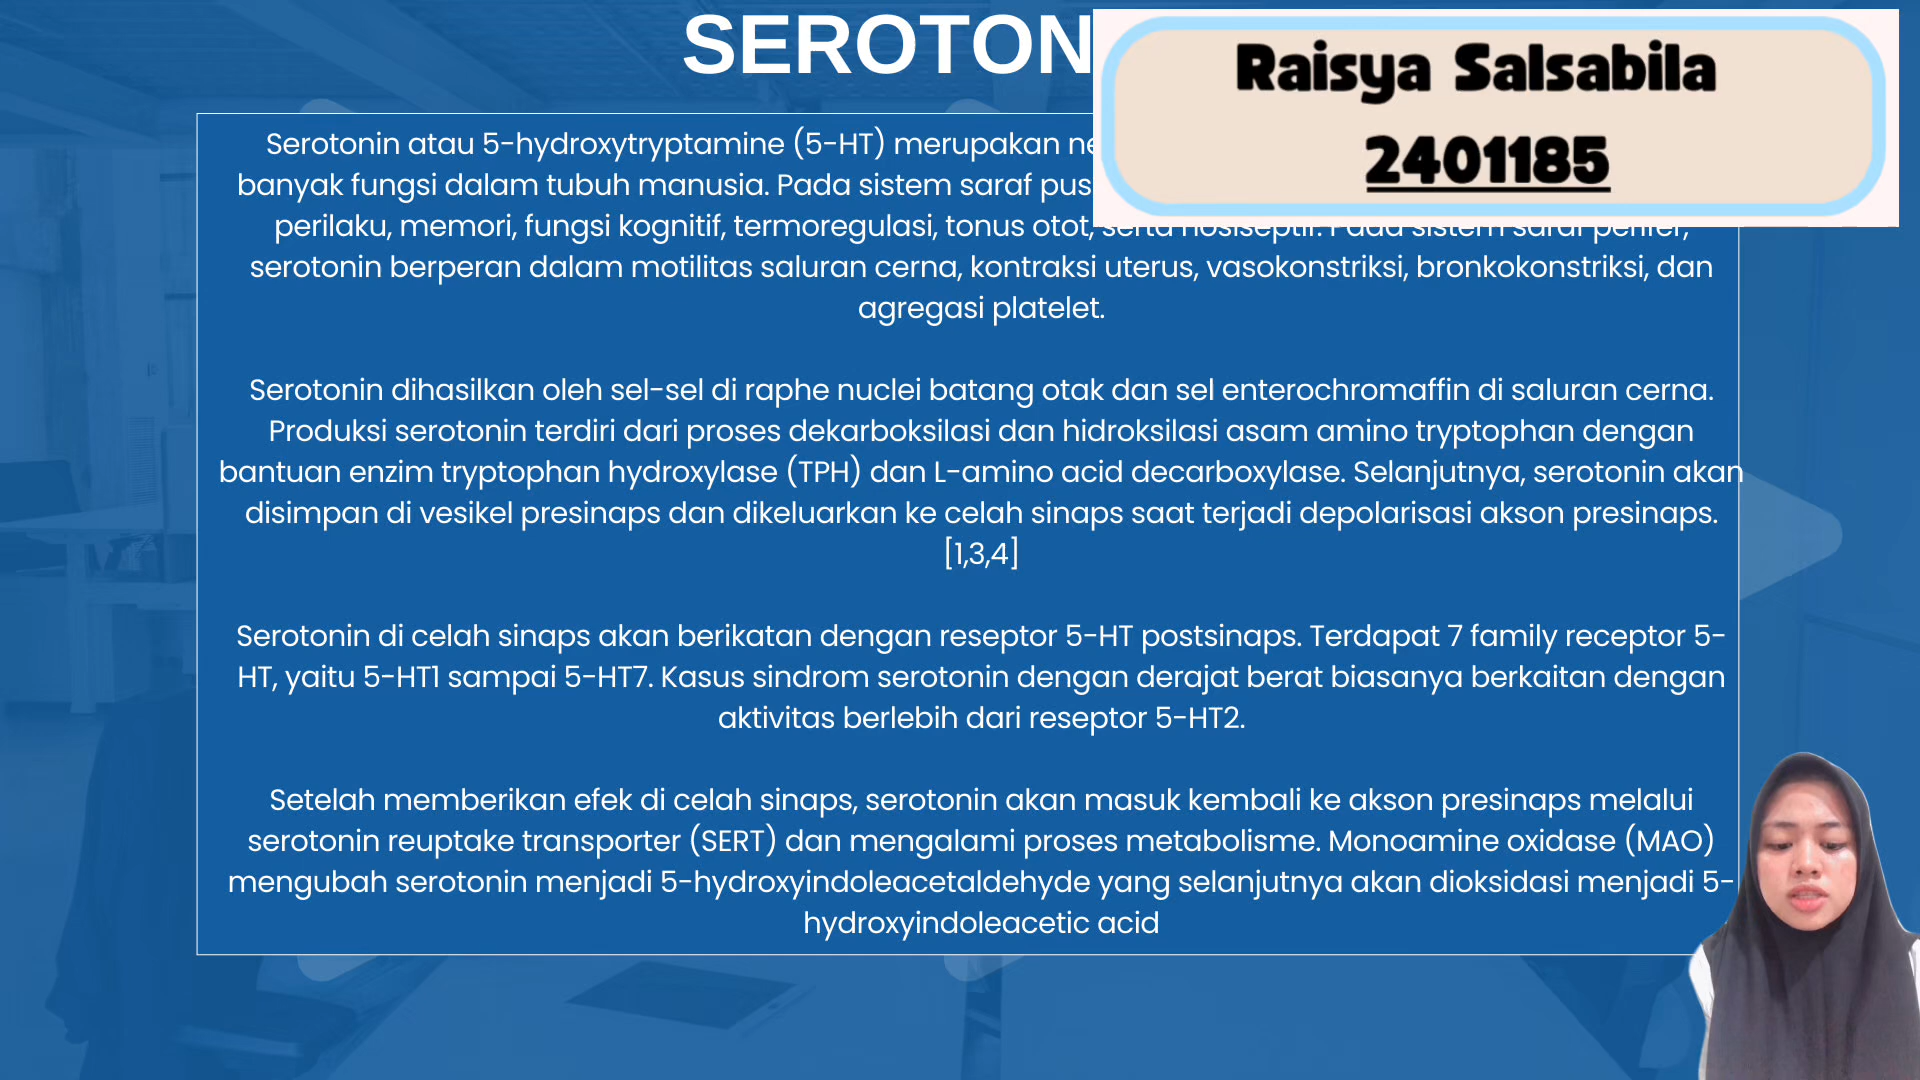 SEROTON
Raisya Salsabila
2401185
Serotonin atau 5-hydroxytryptamine (5-HT) merupakan
banyak fungsi dalam tubuh manusia. Pada sistem saraf
perilaku, memori, fungsi kognitif, termoregulasi, tonus otot, serta nosiseptif. Pada sistem saraf perifer,
serotonin berperan dalam motilitas saluran cerna, kontraksi uterus, vasokonstriksi, bronkokonstriksi, dan
agregasi platelet.
Serotonin dihasilkan oleh sel-sel di raphe nuclei batang otak dan sel enterochromaffin di saluran cerna.
Produksi serotonin terdiri dari proses dekarboksilasi dan hidroksilasi asam amino tryptophan dengan
bantuan enzim tryptophan hydroxylase (TPH) dan L-amino acid decarboxylase. Selanjutnya, serotonin akan
disimpan di vesikel presinaps dan dikeluarkan ke celah sinaps saat terjadi depolarisasi akson presinaps.
[1,3,4]
Serotonin di celah sinaps akan berikatan dengan reseptor 5-HT postsinaps. Terdapat 7 family receptor 5-
HT, yaitu 5-HT1 sampai 5-HT7. Kasus sindrom serotonin dengan derajat berat biasanya berkaitan dengan
aktivitas berlebih dari reseptor 5-HT2.
Setelah memberikan efek di celah sinaps, serotonin akan masuk kembali ke akson presinaps melalui
serotonin reuptake transporter (SERT) dan mengalami proses metabolisme. Monoamine oxidase (MAO)
mengubah serotonin menjadi 5-hydroxyindoleacetaldehyde yang selanjutnya akan dioksidasi menjadi 5-
hydroxyindoleacetic acid